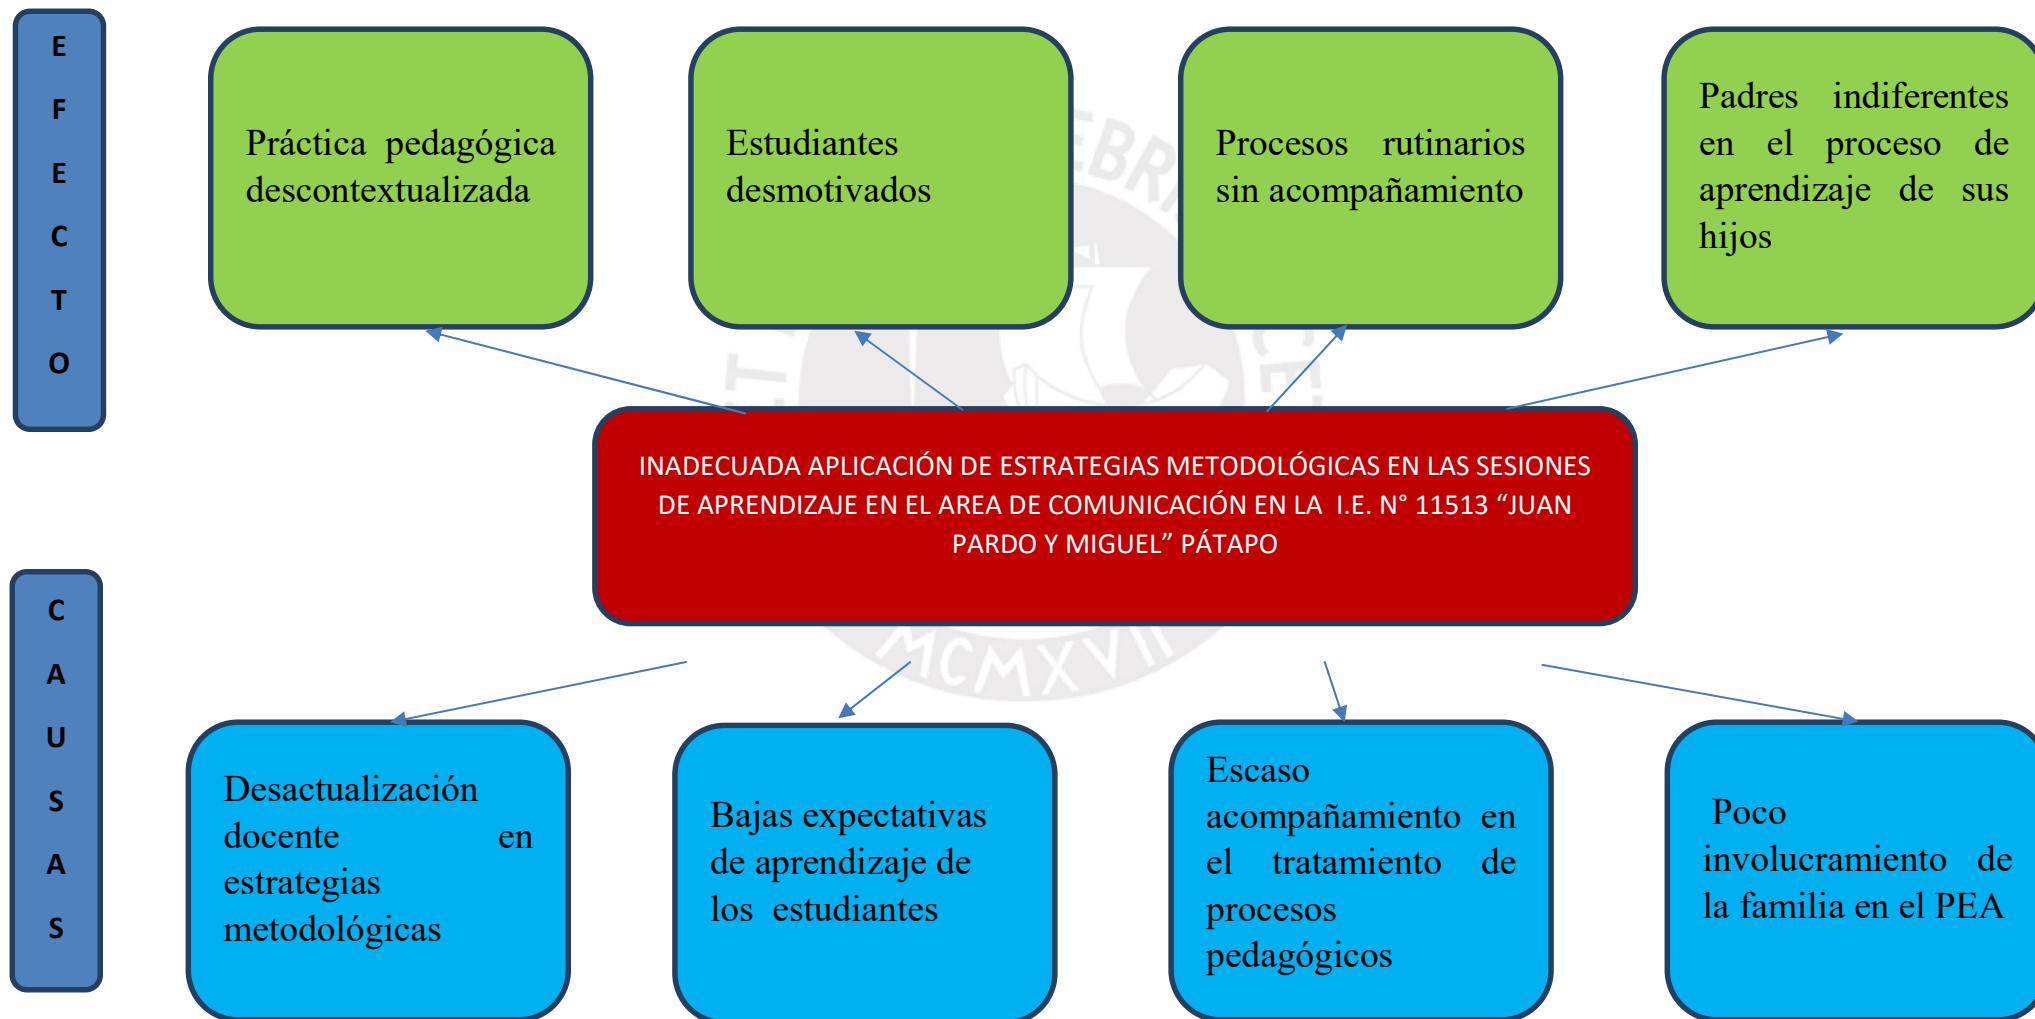 E
F
E
C
T
O
Práctica pedagógica
descontextualizada
Estudiantes
desmotivados
Procesos rutinarios
sin acompañamiento
Padres indiferentes
en el proceso de
aprendizaje de sus
hijos
INADECUADA APLICACIÓN DE ESTRATEGIAS METODOLÓGICAS EN LAS SESIONES
DE APRENDIZAJE EN EL AREA DE COMUNICACIÓN EN LA I.E. N° 11513 “JUAN
PARDO Y MIGUEL” PÁTAPO
MCMXVII
C
A
U
S
A
S
Desactualización
docente en
estrategias
metodológicas
Bajas expectativas
de aprendizaje de
los estudiantes
Escaso
acompañamiento en
el tratamiento de
procesos
pedagógicos
Poco
involucramiento de
la familia en el PEA